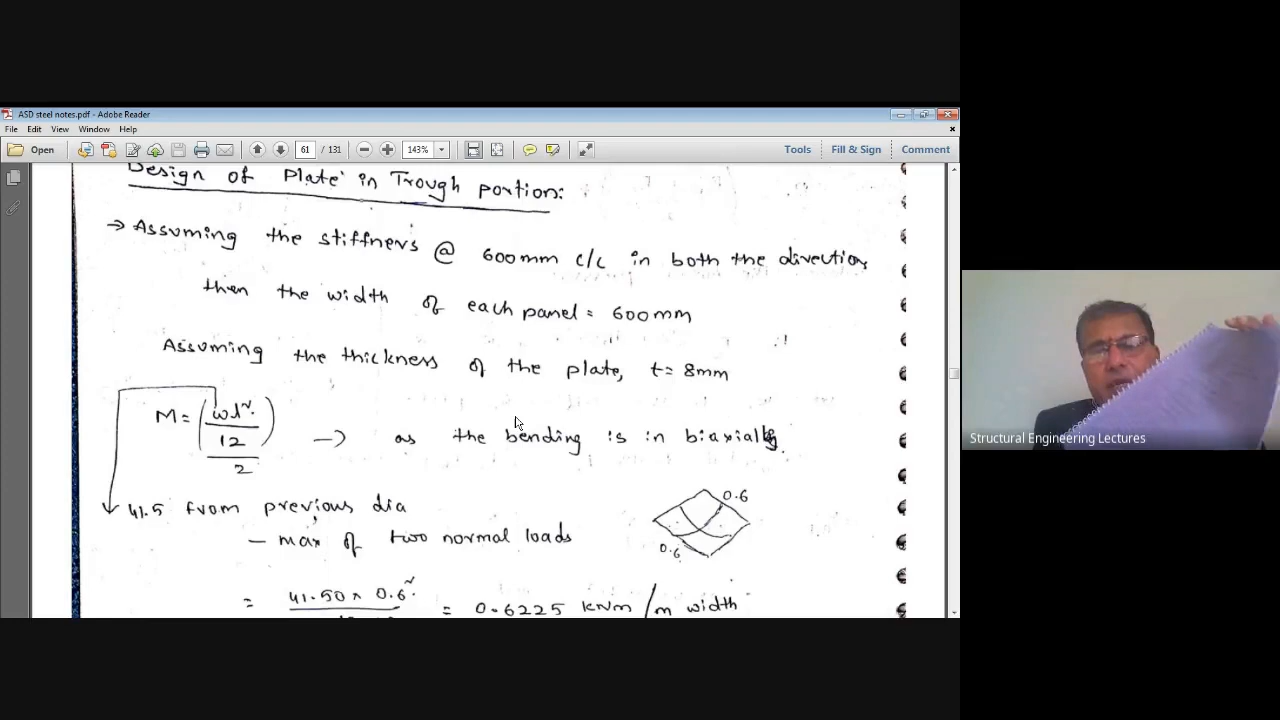 ASD steel notes.pdf - Adobe Reader
File Edit View Window Help
Open 61 / 131 143% Tools Fill & Sign Comment
Design of Plate in Trough portion:
→ Assuming the stiffners @ 600mm c/c in both the direction,
then the width of each panel = 600mm
Assuming the thickness of the plate, t = 8mm
M = (wl²/12)/2 → as the bending is in biaxially.
41.5 from previous dia
- max of two normal loads
0.6
0.6
= 41.50 x 0.6² = 0.6225 kNm/m width
Structural Engineering Lectures